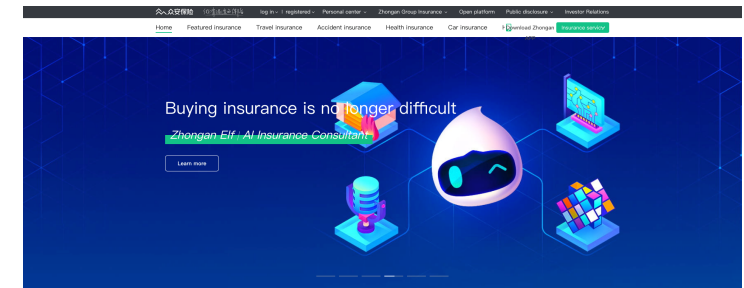 众安保险 log in | registered Personal center Zhongan Group Insurance Open platform Public disclosure Investor Relations
Home Featured insurance Travel insurance Accident insurance Health insurance Car insurance Download Zhongan Insurance service
Buying insurance is no longer difficult
Zhongan Elf | AI Insurance Consultant
Learn more